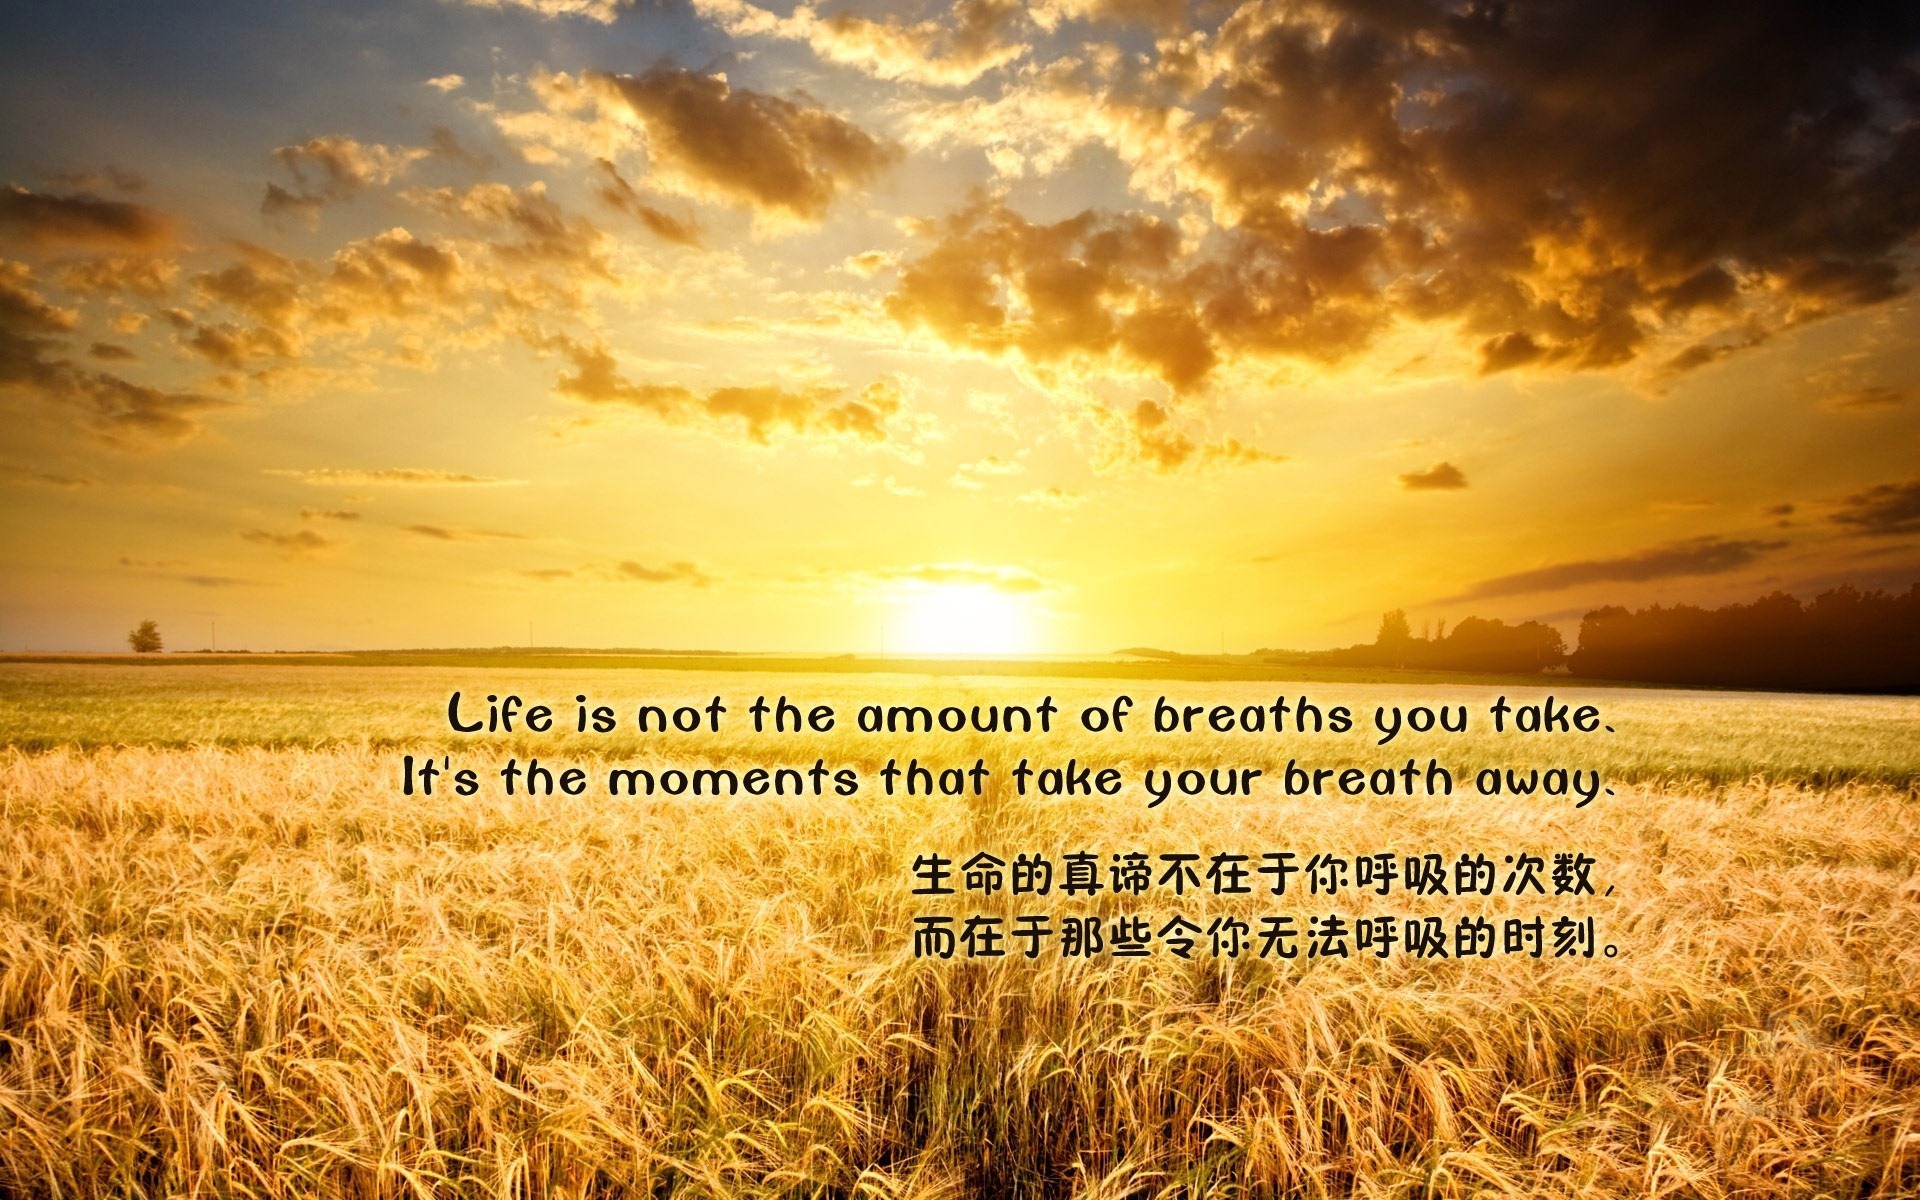 Life is not the amount of breaths you take.
It's the moments that take your breath away.
生命的真谛不在于你呼吸的次数，
而在于那些令你无法呼吸的时刻。